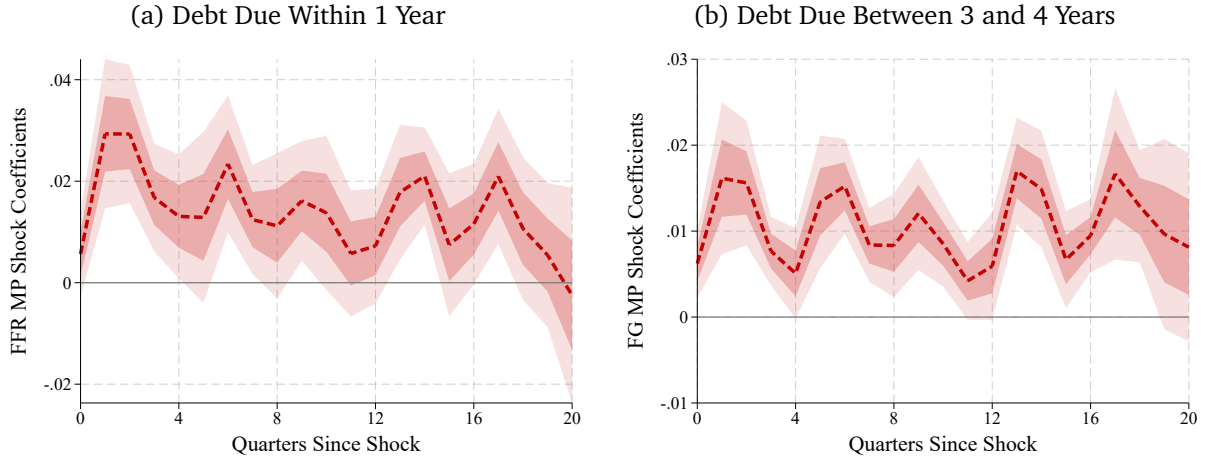 (a) Debt Due Within 1 Year
FFR MP Shock Coefficients
.04
.02
0
-.02
0 4 8 12 16 20
Quarters Since Shock
(b) Debt Due Between 3 and 4 Years
FG MP Shock Coefficients
.03
.02
.01
0
-.01
0 4 8 12 16 20
Quarters Since Shock